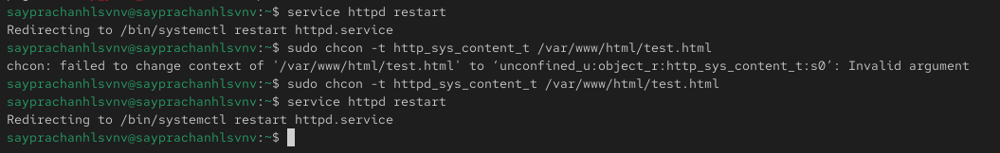 sayprachanhlsvnv@sayprachanhlsvnv:~$ service httpd restart
Redirecting to /bin/systemctl restart httpd.service
sayprachanhlsvnv@sayprachanhlsvnv:~$ sudo chcon -t http_sys_content_t /var/www/html/test.html
chcon: failed to change context of '/var/www/html/test.html' to ‘unconfined_u:object_r:http_sys_content_t:s0’: Invalid argument
sayprachanhlsvnv@sayprachanhlsvnv:~$ sudo chcon -t httpd_sys_content_t /var/www/html/test.html
sayprachanhlsvnv@sayprachanhlsvnv:~$ service httpd restart
Redirecting to /bin/systemctl restart httpd.service
sayprachanhlsvnv@sayprachanhlsvnv:~$